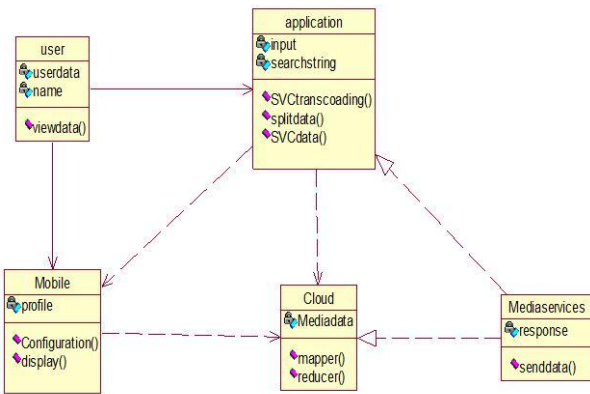 user
userdata
name
viewdata()
application
input
searchstring
SVCtranscoading()
splitdata()
SVCdata()
Mobile
profile
Configuration()
display()
Cloud
Mediadata
mapper()
reducer()
Mediaservices
response
senddata()